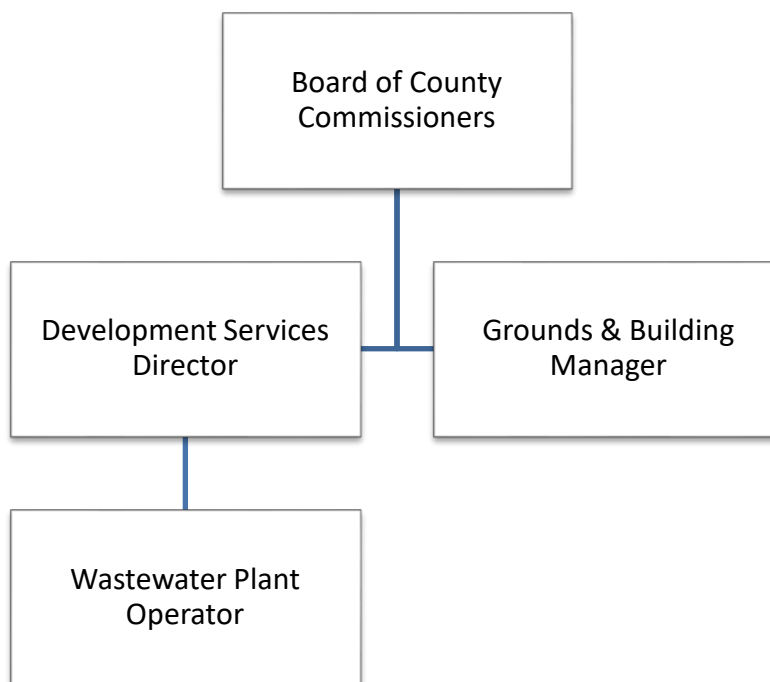 Board of County
Commissioners
Development Services
Director
Grounds & Building
Manager
Wastewater Plant
Operator